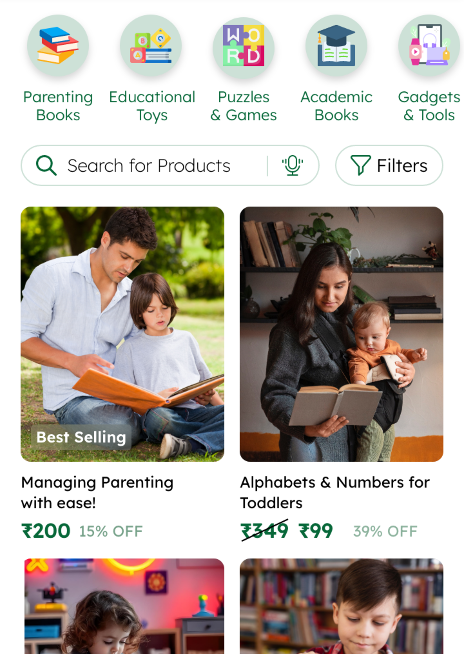 W O
R D
Parenting
Books
Educational
Toys
Puzzles
& Games
Academic
Books
Gadgets
& Tools
Search for Products
Filters
Best Selling
Managing Parenting
with ease!
₹200 15% OFF
Alphabets & Numbers for
Toddlers
₹349 ₹99 39% OFF